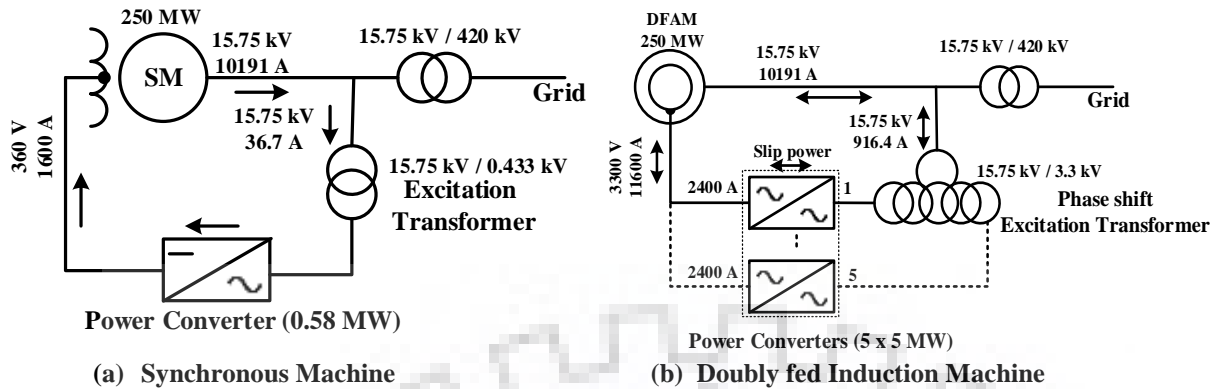 250 MW
SM
15.75 kV
10191 A
15.75 kV / 420 kV
Grid
15.75 kV
36.7 A
360 V
1600 A
15.75 kV / 0.433 kV
Excitation
Transformer
Power Converter (0.58 MW)
(a) Synchronous Machine
DFAM
250 MW
15.75 kV
10191 A
15.75 kV / 420 kV
Grid
15.75 kV
916.4 A
3300 V
11600 A
Slip power
2400 A
1
15.75 kV / 3.3 kV
Phase shift
Excitation Transformer
2400 A
5
Power Converters (5 x 5 MW)
(b) Doubly fed Induction Machine